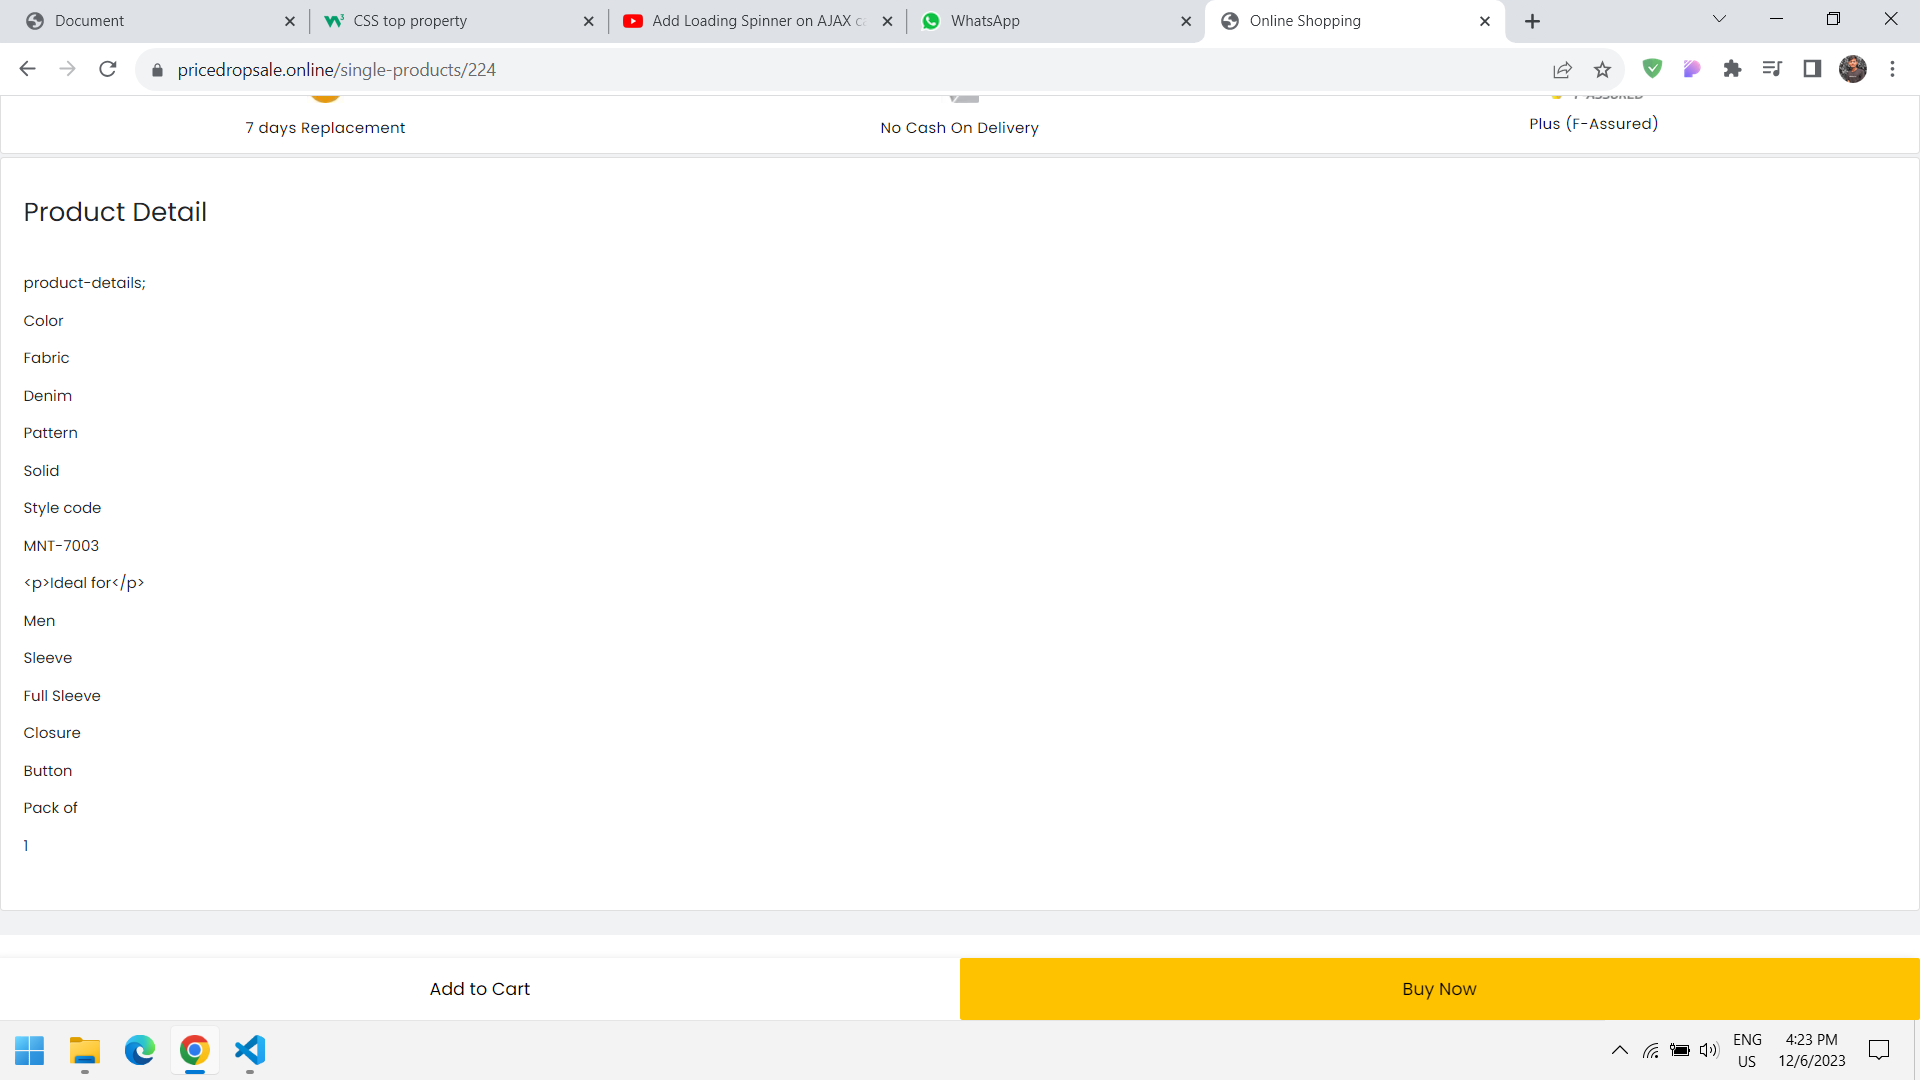 Document
CSS top property
Add Loading Spinner on AJAX ca
WhatsApp
Online Shopping
pricedropsale.online/single-products/224
7 days Replacement
No Cash On Delivery
Plus (F-Assured)
Product Detail
product-details;
Color
Fabric
Denim
Pattern
Solid
Style code
MNT-7003
<p>Ideal for</p>
Men
Sleeve
Full Sleeve
Closure
Button
Pack of
1
Add to Cart
Buy Now
ENG
US
4:23 PM
12/6/2023